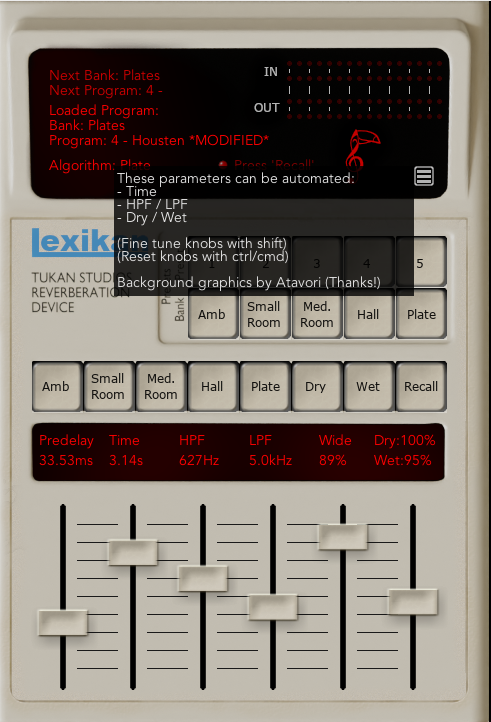 Next Bank: Plates
Next Program: 4 -
IN
Loaded Program:
Bank: Plates
OUT
Program: 4 - Housten *MODIFIED*
Algorithm: Plate
Press 'Recall'
These parameters can be automated:
- Time
- HPF / LPF
- Dry / Wet
(Fine tune knobs with shift)
(Reset knobs with ctrl/cmd)
Background graphics by Atavori (Thanks!)
TUKAN STUDIOS
REVERBERATION
DEVICE
1 2 3 4 5
Bank
Amb Small Room Med. Room Hall Plate
Amb Small Room Med. Room Hall Plate Dry Wet Recall
Predelay Time HPF LPF Wide Dry:100%
33.53ms 3.14s 627Hz 5.0kHz 89% Wet:95%